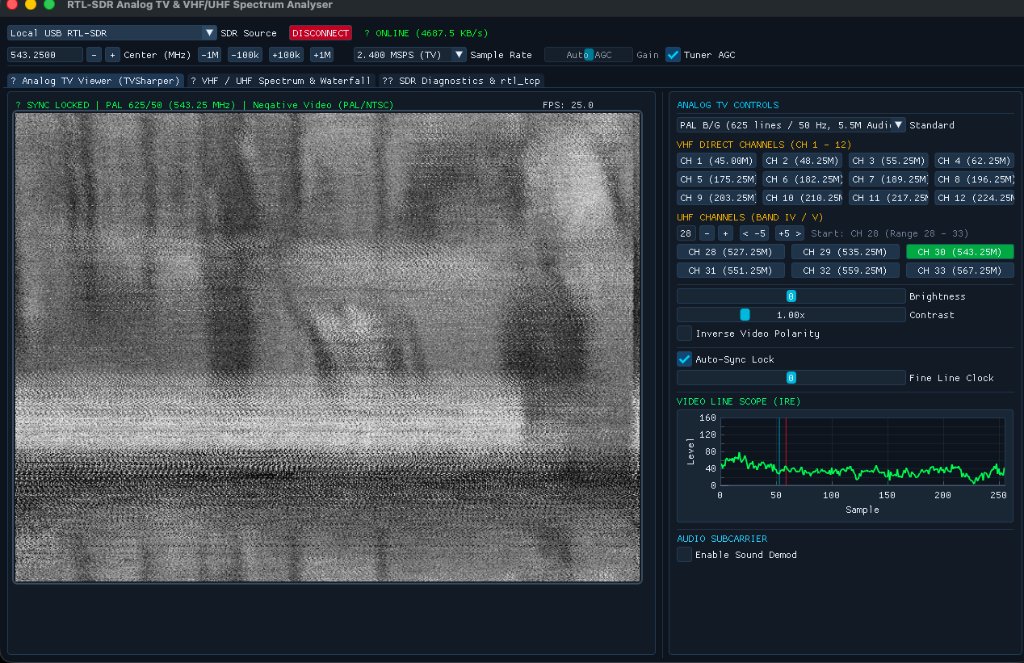 RTL-SDR Analog TV & VHF/UHF Spectrum Analyser
Local USB RTL-SDR ▼ SDR Source DISCONNECT ? ONLINE (4687.5 KB/s)
543.2500 - + Center (MHz) -1M -100k +100k +1M 2.400 MSPS (TV) ▼ Sample Rate Auto AGC Gain Tuner AGC
? Analog TV Viewer (TVSharper) ? VHF / UHF Spectrum & Waterfall ?? SDR Diagnostics & rtl_tcp
? SYNC LOCKED | PAL 625/50 (543.25 MHz) | Negative Video (PAL/NTSC) FPS: 25.0
ANALOG TV CONTROLS
PAL B/G (625 lines / 50 Hz, 5.5M Audi ▼ Standard
VHF DIRECT CHANNELS (CH 1 - 12)
CH 1 (45.00M) CH 2 (48.25M) CH 3 (55.25M) CH 4 (62.25M)
CH 5 (175.25M) CH 6 (182.25M) CH 7 (189.25M) CH 8 (196.25M)
CH 9 (203.25M) CH 10 (210.25M CH 11 (217.25M CH 12 (224.25M
UHF CHANNELS (BAND IV / V)
28 - + < -5 +5 > Start: CH 28 (Range 28 - 33)
CH 28 (527.25M) CH 29 (535.25M) CH 30 (543.25M)
CH 31 (551.25M) CH 32 (559.25M) CH 33 (567.25M)
0 Brightness
1.00x Contrast
Inverse Video Polarity
Auto-Sync Lock
0 Fine Line Clock
VIDEO LINE SCOPE (IRE)
160
120
80
40
0
Level
0 50 100 150 200 250
Sample
AUDIO SUBCARRIER
Enable Sound Demod